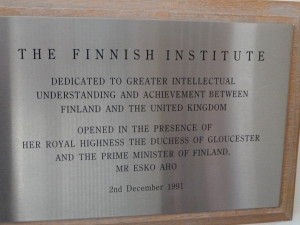 THE FINNISH INSTITUTE
DEDICATED TO GREATER INTELLECTUAL
UNDERSTANDING AND ACHIEVEMENT BETWEEN
FINLAND AND THE UNITED KINGDOM
OPENED IN THE PRESENCE OF
HER ROYAL HIGHNESS THE DUCHESS OF GLOUCESTER
AND THE PRIME MINISTER OF FINLAND,
MR ESKO AHO
2nd December 1991